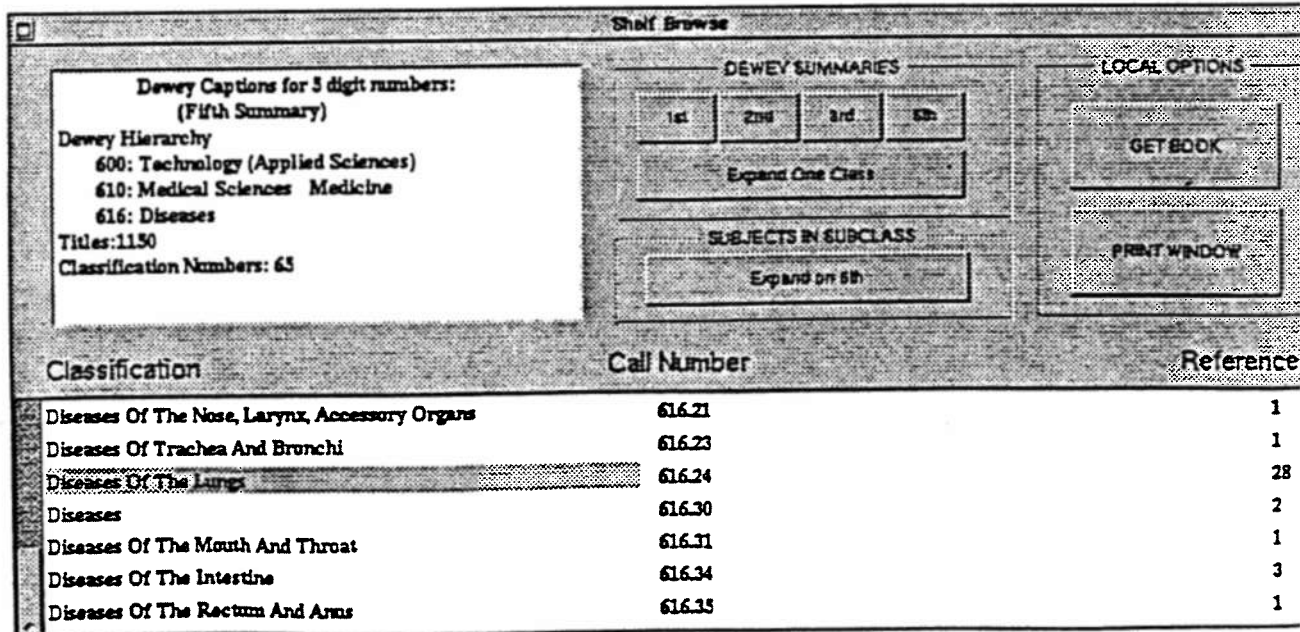 Shelf Browse
Dewey Captions for 5 digit numbers:
(Fifth Summary)
Dewey Hierarchy
600: Technology (Applied Sciences)
610: Medical Sciences Medicine
616: Diseases
Titles:1150
Classification Numbers: 65
DEWEY SUMMARIES
1st 2nd 3rd 5th
Expand One Class
SUBJECTS IN SUBCLASS
Expand on 5th
LOCAL OPTIONS
GET BOOK
PRINT WINDOW
Classification Call Number Reference
Diseases Of The Nose, Larynx, Accessory Organs 616.21 1
Diseases Of Trachea And Bronchi 616.23 1
Diseases Of The Lungs 616.24 28
Diseases 616.30 2
Diseases Of The Mouth And Throat 616.31 1
Diseases Of The Intestine 616.34 3
Diseases Of The Rectum And Anus 616.35 1